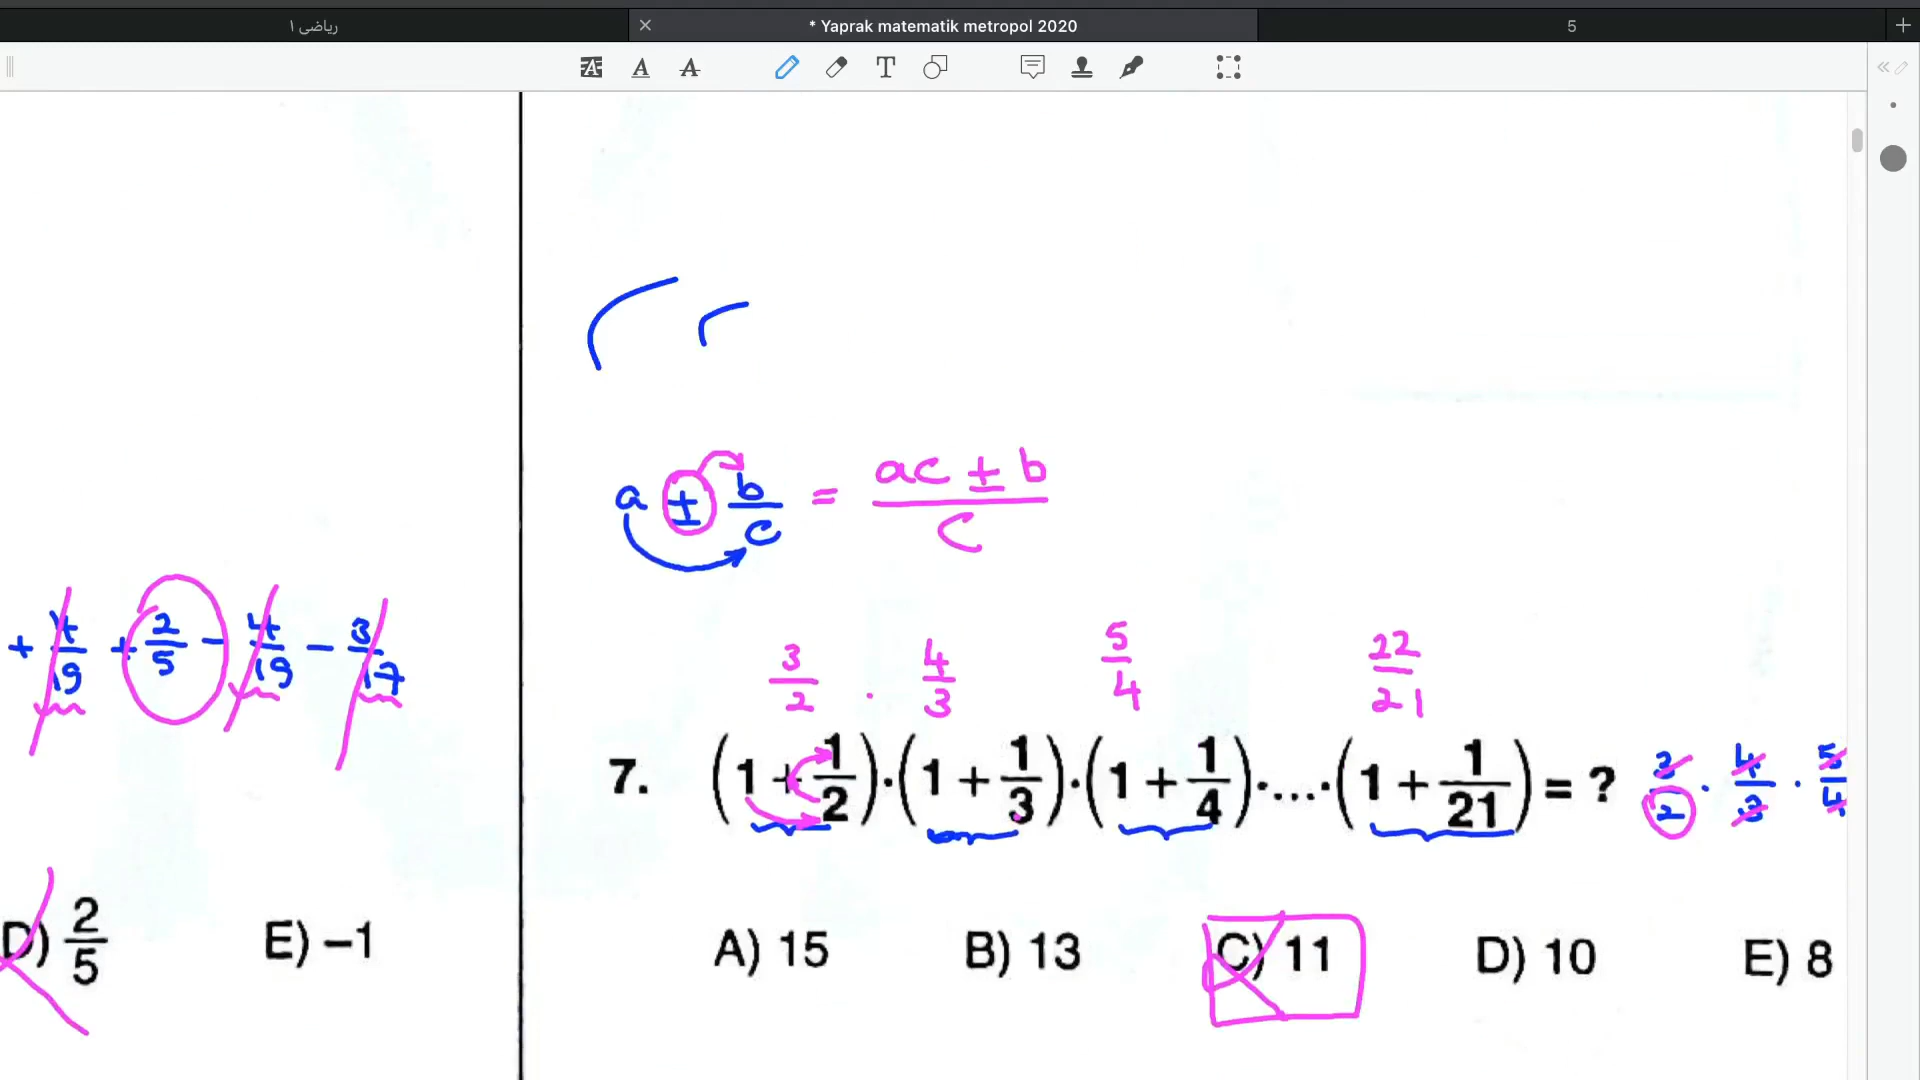 ریاضی ۱
* Yaprak matematik metropol 2020
5
a ± b/c = (ac ± b)/c
+ 4/19 + 2/5 - 4/19 - 3/17
3/2 . 4/3 5/4 22/21
7. (1 + 1/2)·(1 + 1/3)·(1 + 1/4)·...·(1 + 1/21) = ? 3/2 · 4/3 · 5/4
D) 2/5 E) –1
A) 15 B) 13 C) 11 D) 10 E) 8